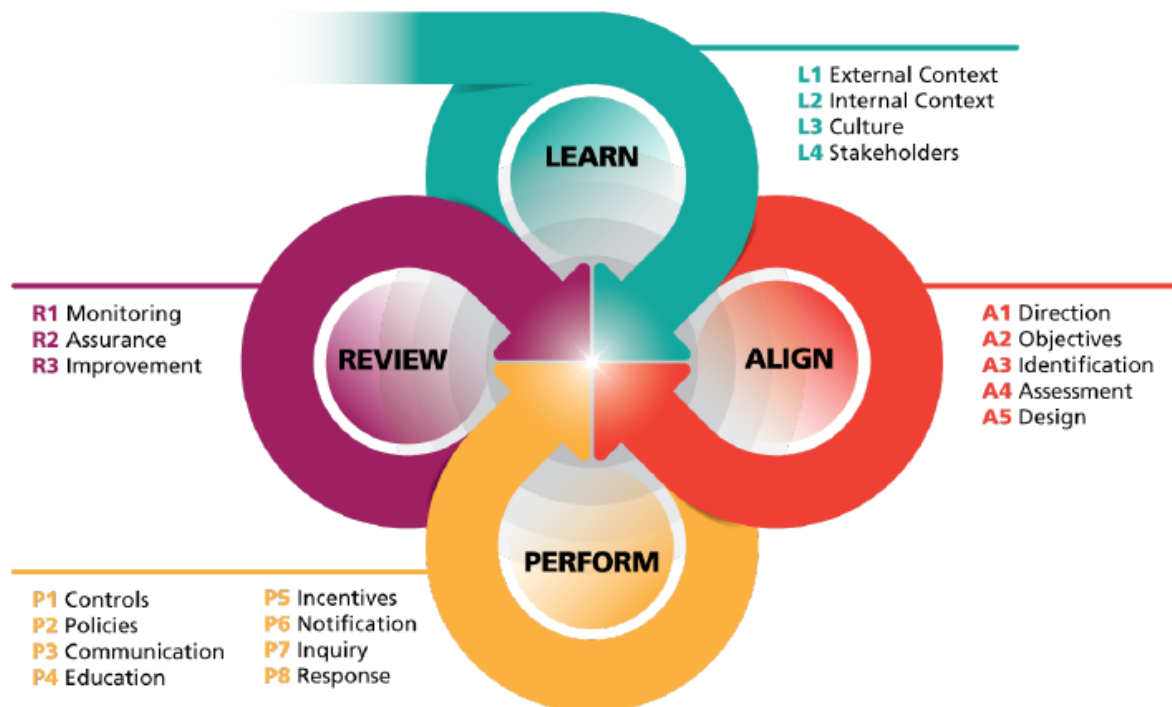 LEARN
L1 External Context
L2 Internal Context
L3 Culture
L4 Stakeholders
REVIEW
R1 Monitoring
R2 Assurance
R3 Improvement
ALIGN
A1 Direction
A2 Objectives
A3 Identification
A4 Assessment
A5 Design
PERFORM
P1 Controls
P2 Policies
P3 Communication
P4 Education
P5 Incentives
P6 Notification
P7 Inquiry
P8 Response